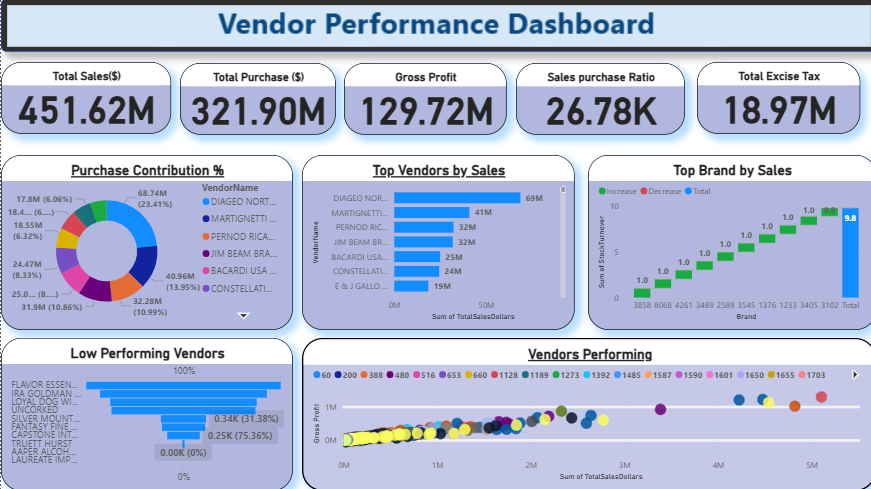 Vendor Performance Dashboard
Total Sales($)
451.62M
Total Purchase ($)
321.90M
Gross Profit
129.72M
Sales purchase Ratio
26.78K
Total Excise Tax
18.97M
Purchase Contribution %
68.74M
(23.41%)
40.96M
(13.95%)
32.28M
(10.99%)
31.9M (10.86%)
25.0... (8....)
24.47M
(8.33%)
18.55M
(6.32%)
18.4... (6....)
17.8M (6.06%)
VendorName
DIAGEO NORT...
MARTIGNETTI ...
PERNOD RICA...
JIM BEAM BRA...
BACARDI USA ...
CONSTELLATI...
Top Vendors by Sales
VendorName
DIAGEO NOR... 69M
MARTIGNETTI... 41M
PERNOD RIC... 32M
JIM BEAM BR... 32M
BACARDI USA... 25M
CONSTELLATI... 24M
E & J GALLO ... 19M
0M 50M
Sum of TotalSalesDollars
Top Brand by Sales
Increase Decrease Total
Sum of StockTurnover
10
5
0
1.0 1.0 1.0 1.0 1.0 1.0 1.0 1.0 1.0
9.8
3858 8068 4261 3489 2589 3545 1376 1233 3405 3102 Total
Brand
Low Performing Vendors
100%
FLAVOR ESSEN...
IRA GOLDMAN ...
LOYAL DOG WI...
UNCORKED
SILVER MOUNT...
FANTASY FINE ...
CAPSTONE INT...
TRUETT HURST
AAPER ALCOH...
LAUREATE IMP...
0.34K (31.38%)
0.25K (75.36%)
0.00K (0%)
0%
Vendors Performing
60 200 388 480 516 653 660 1128 1189 1273 1392 1485 1587 1590 1601 1650 1655 1703
Gross Profit
1M
0M
0M 1M 2M 3M 4M 5M
Sum of TotalSalesDollars